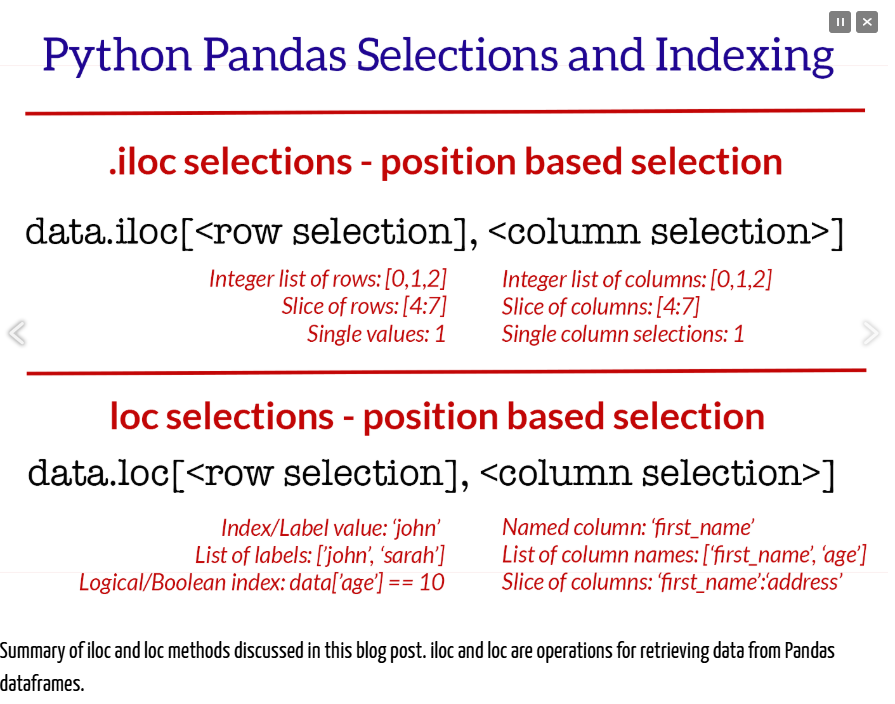 Python Pandas Selections and Indexing
.iloc selections - position based selection
data.iloc[<row selection], <column selection>]
Integer list of rows: [0,1,2]
Integer list of columns: [0,1,2]
Slice of rows: [4:7]
Slice of columns: [4:7]
Single values: 1
Single column selections: 1
loc selections - position based selection
data.loc[<row selection], <column selection>]
Index/Label value: ‘john’
Named column: ‘first_name’
List of labels: [’john’, ‘sarah’]
List of column names: [‘first_name’, ‘age’]
Logical/Boolean index: data[’age’] == 10
Slice of columns: ‘first_name’:‘address’
Summary of iloc and loc methods discussed in this blog post. iloc and loc are operations for retrieving data from Pandas
dataframes.